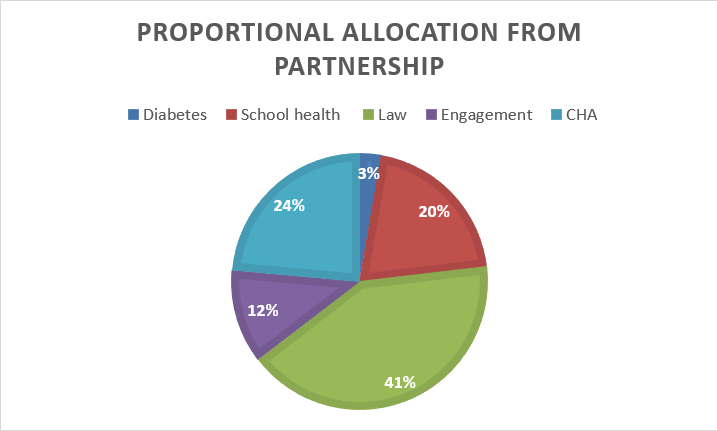 PROPORTIONAL ALLOCATION FROM
PARTNERSHIP
Diabetes School health Law Engagement CHA
3%
20%
24%
12%
41%